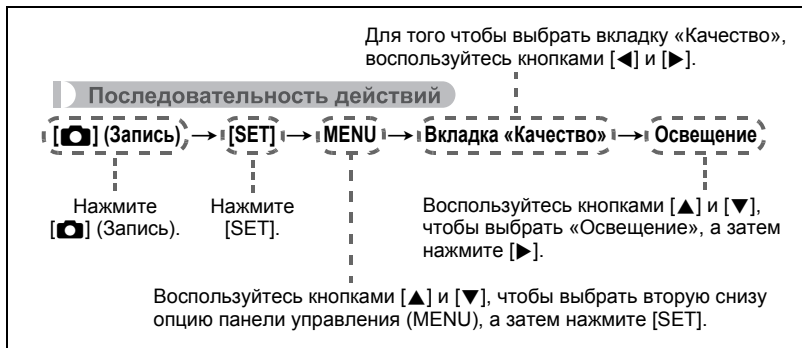 Для того чтобы выбрать вкладку «Качество»,
воспользуйтесь кнопками [◀] и [▶].
Последовательность действий
[📷] (Запись) → [SET] → MENU → Вкладка «Качество» → Освещение
Нажмите
[📷] (Запись).
Нажмите
[SET].
Воспользуйтесь кнопками [▲] и [▼],
чтобы выбрать «Освещение», а затем
нажмите [▶].
Воспользуйтесь кнопками [▲] и [▼], чтобы выбрать вторую снизу
опцию панели управления (MENU), а затем нажмите [SET].